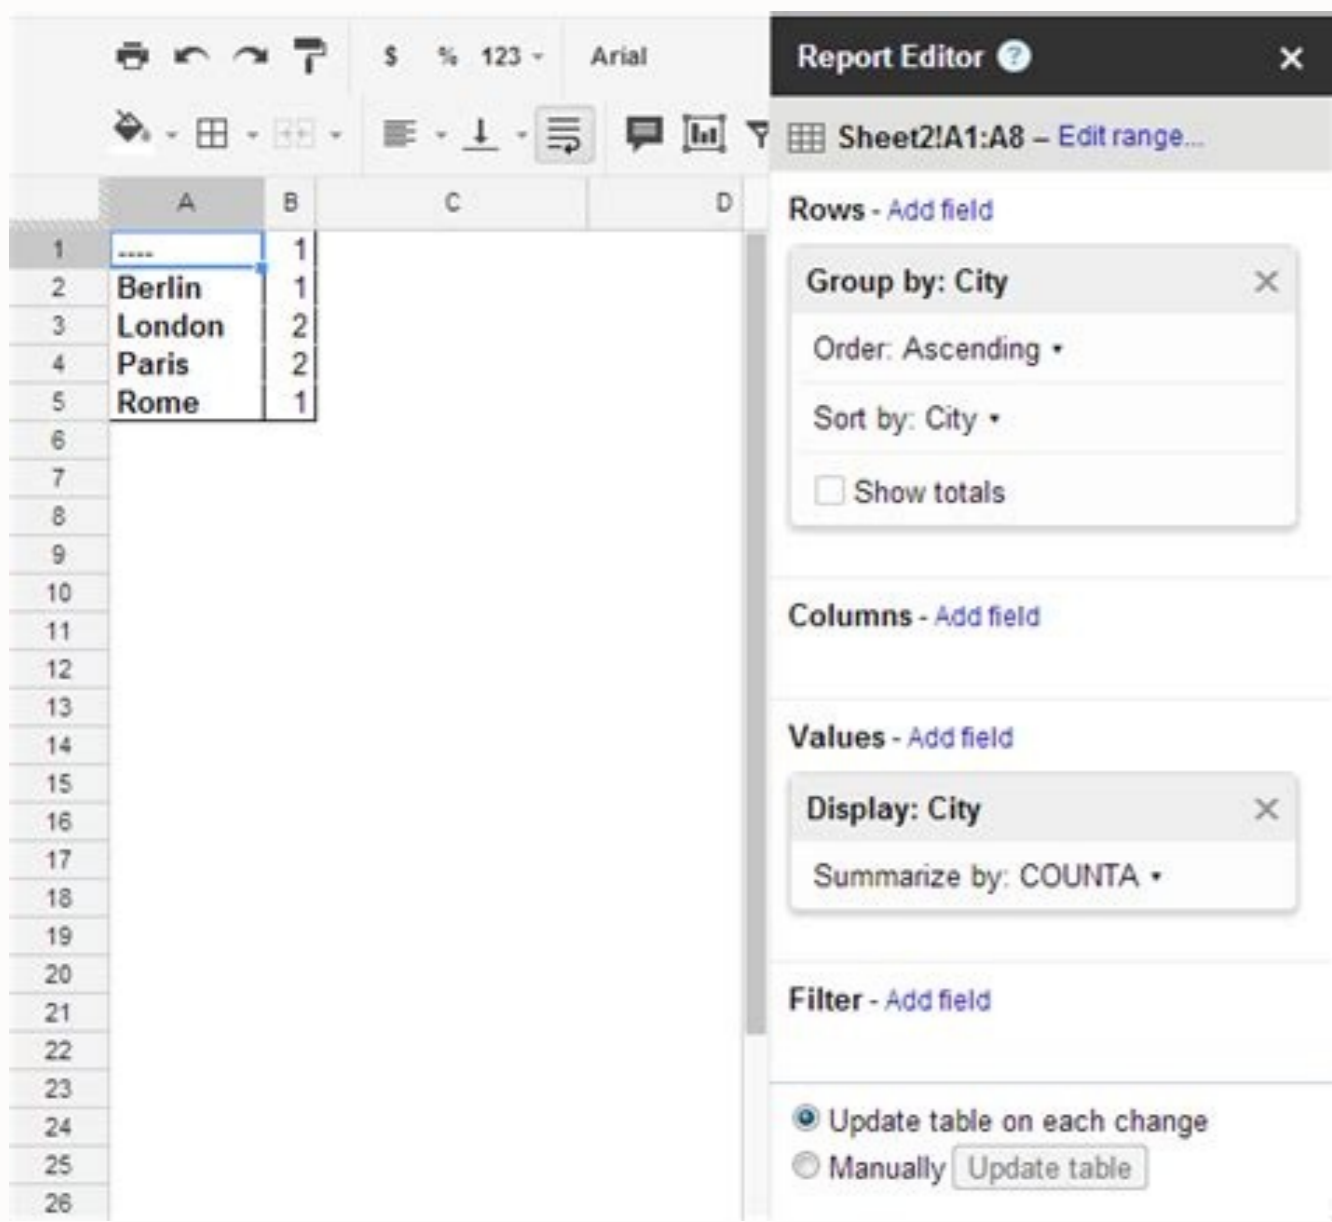 $ % 123 Arial
A B C D
1 ---- 1
2 Berlin 1
3 London 2
4 Paris 2
5 Rome 1
6
7
8
9
10
11
12
13
14
15
16
17
18
19
20
21
22
23
24
25
26
Report Editor ? ×
Sheet2!A1:A8 – Edit range...
Rows - Add field
Group by: City ×
Order: Ascending
Sort by: City
Show totals
Columns - Add field
Values - Add field
Display: City ×
Summarize by: COUNTA
Filter - Add field
Update table on each change
Manually Update table